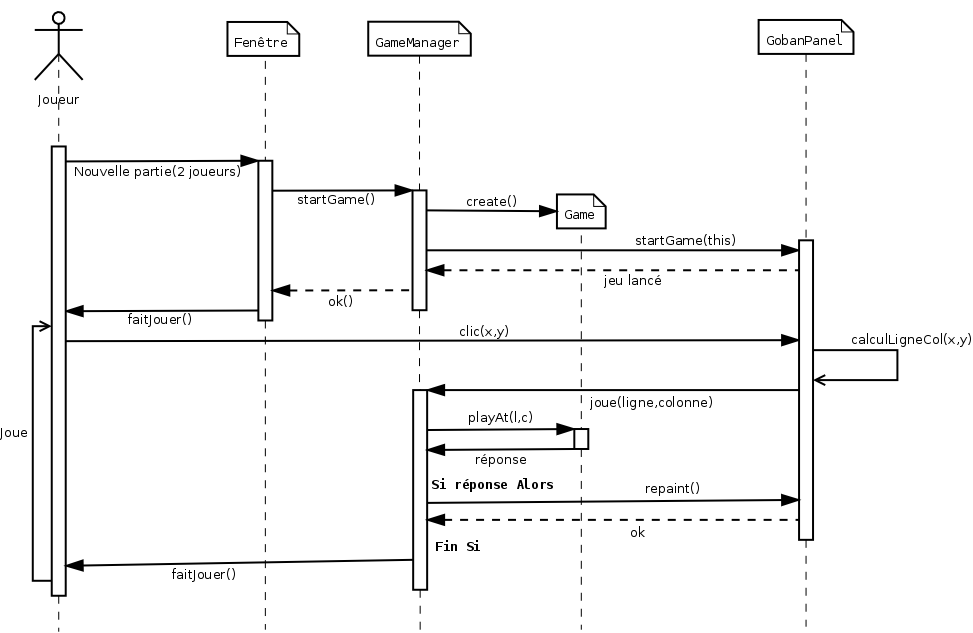 Fenêtre
GameManager
GobanPanel
Joueur
Nouvelle partie(2 joueurs)
startGame()
create()
Game
startGame(this)
jeu lancé
ok()
faitJouer()
clic(x,y)
calculLigneCol(x,y)
joue(ligne,colonne)
playAt(l,c)
Joue
réponse
Si réponse Alors
repaint()
ok
Fin Si
faitJouer()